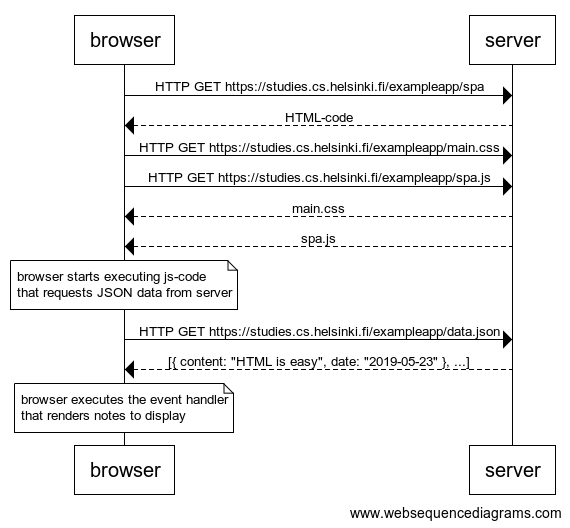 browser
server
HTTP GET https://studies.cs.helsinki.fi/exampleapp/spa
HTML-code
HTTP GET https://studies.cs.helsinki.fi/exampleapp/main.css
HTTP GET https://studies.cs.helsinki.fi/exampleapp/spa.js
main.css
spa.js
browser starts executing js-code
that requests JSON data from server
HTTP GET https://studies.cs.helsinki.fi/exampleapp/data.json
[{ content: "HTML is easy", date: "2019-05-23" }, ...]
browser executes the event handler
that renders notes to display
browser
server
www.websequencediagrams.com